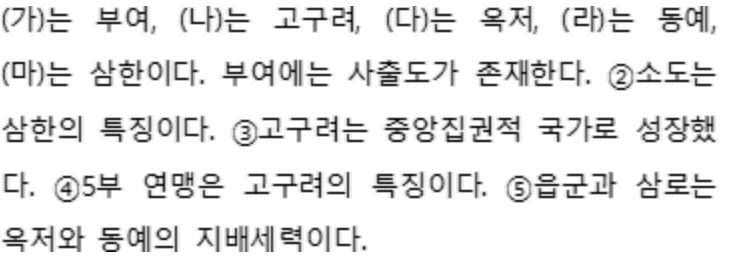 (가)는 부여, (나)는 고구려, (다)는 옥저, (라)는 동예,
(마)는 삼한이다. 부여에는 사출도가 존재한다. ②소도는
삼한의 특징이다. ③고구려는 중앙집권적 국가로 성장했
다. ④5부 연맹은 고구려의 특징이다. ⑤읍군과 삼로는
옥저와 동예의 지배세력이다.